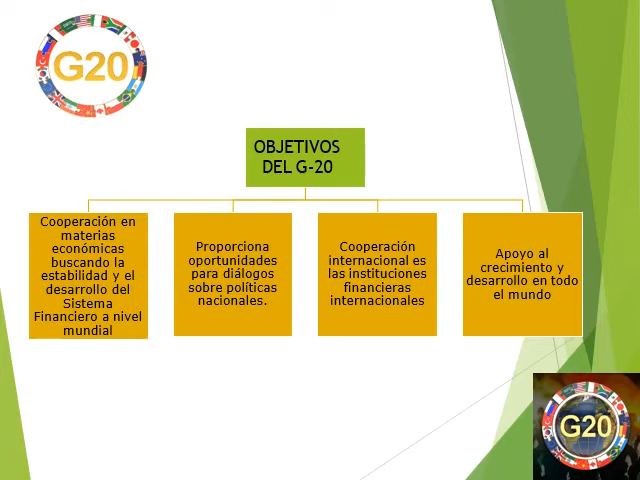 G20
OBJETIVOS
DEL G-20
Cooperación en
materias
económicas
buscando la
estabilidad y el
desarrollo del
Sistema
Financiero a nivel
mundial
Proporciona
oportunidades
para diálogos
sobre políticas
nacionales.
Cooperación
internacional es
las instituciones
financieras
internacionales
Apoyo al
crecimiento y
desarrollo en todo
el mundo
G20